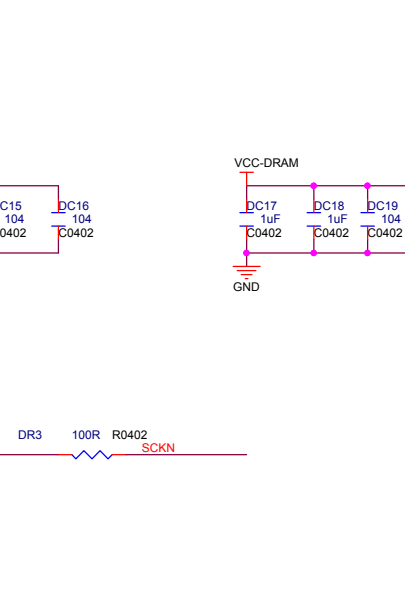 VCC-DRAM
C15
104
0402
DC16
104
C0402
DC17
1uF
C0402
DC18
1uF
C0402
DC19
104
C0402
GND
DR3
100R
R0402
SCKN